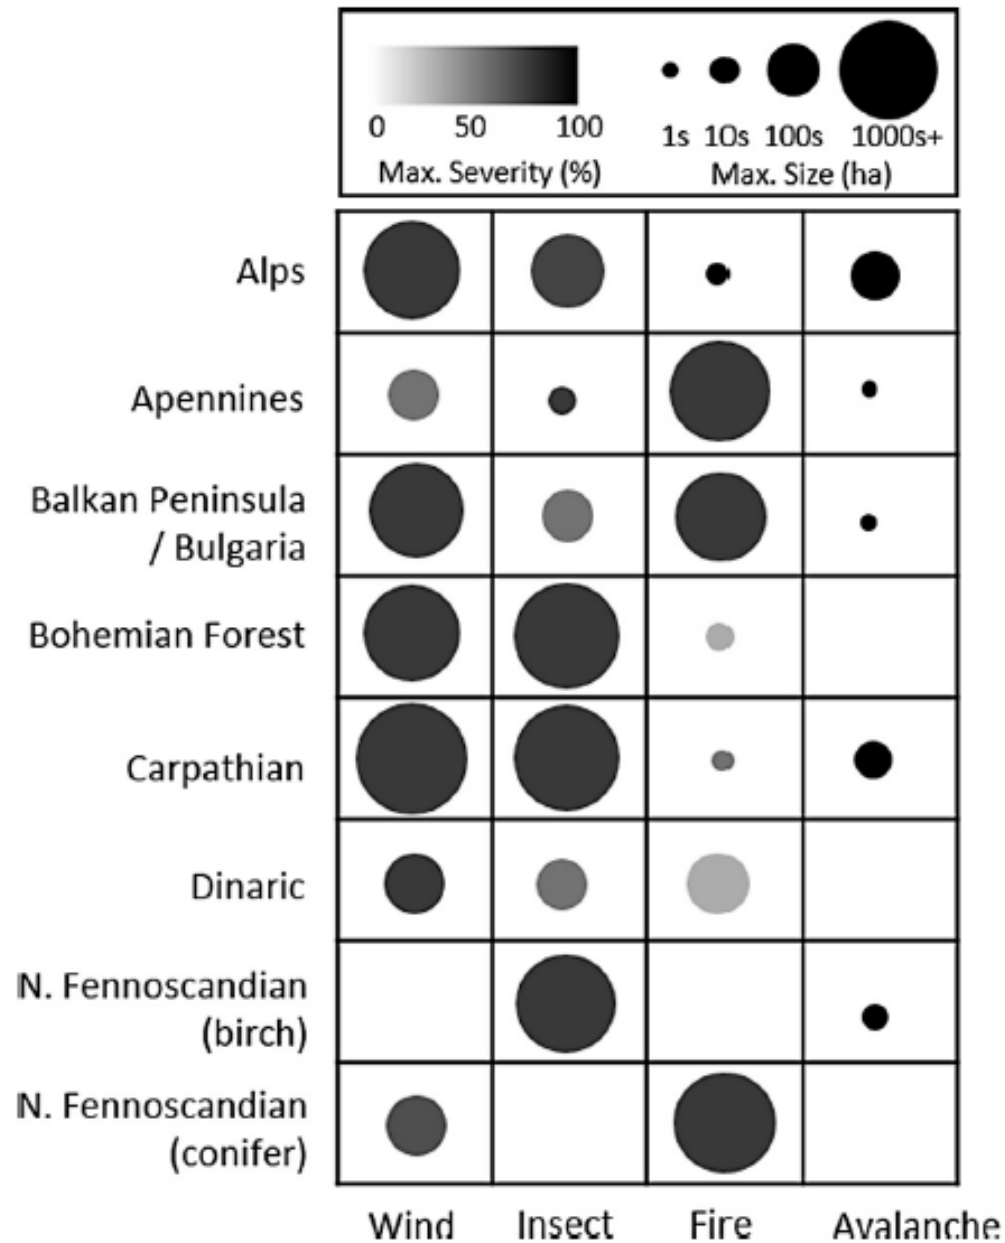 0 50 100
1s 10s 100s 1000s+
Max. Severity (%)
Max. Size (ha)
Alps
Apennines
Balkan Peninsula
/ Bulgaria
Bohemian Forest
Carpathian
Dinaric
N. Fennoscandian
(birch)
N. Fennoscandian
(conifer)
Wind Insect Fire Avalanche